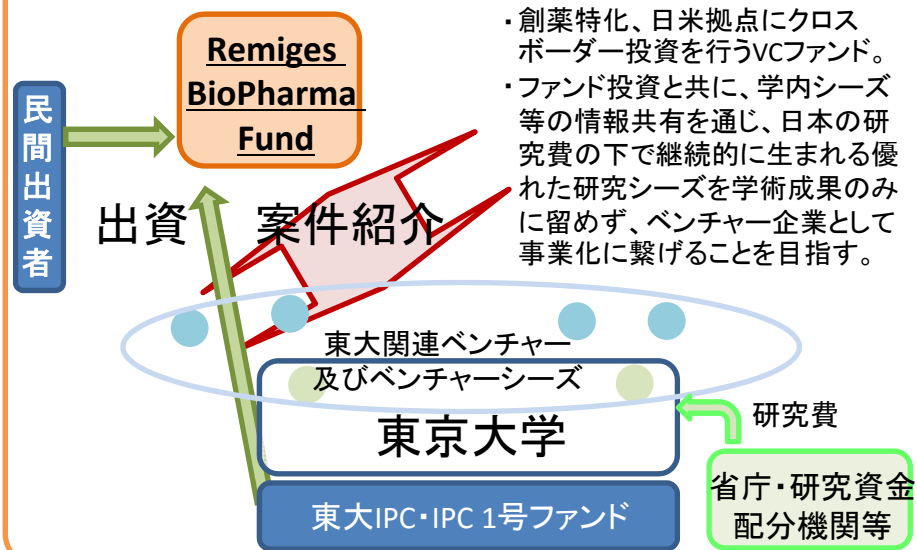 Remiges
BioPharma
Fund
・創薬特化、日米拠点にクロス
ボーダー投資を行うVCファンド。
・ファンド投資と共に、学内シーズ
等の情報共有を通じ、日本の研
究費の下で継続的に生まれる優
れた研究シーズを学術成果のみ
に留めず、ベンチャー企業として
事業化に繋げることを目指す。
民間出資者
出資
案件紹介
東大関連ベンチャー
及びベンチャーシーズ
東京大学
研究費
省庁・研究資金
配分機関等
東大IPC・IPC 1号ファンド